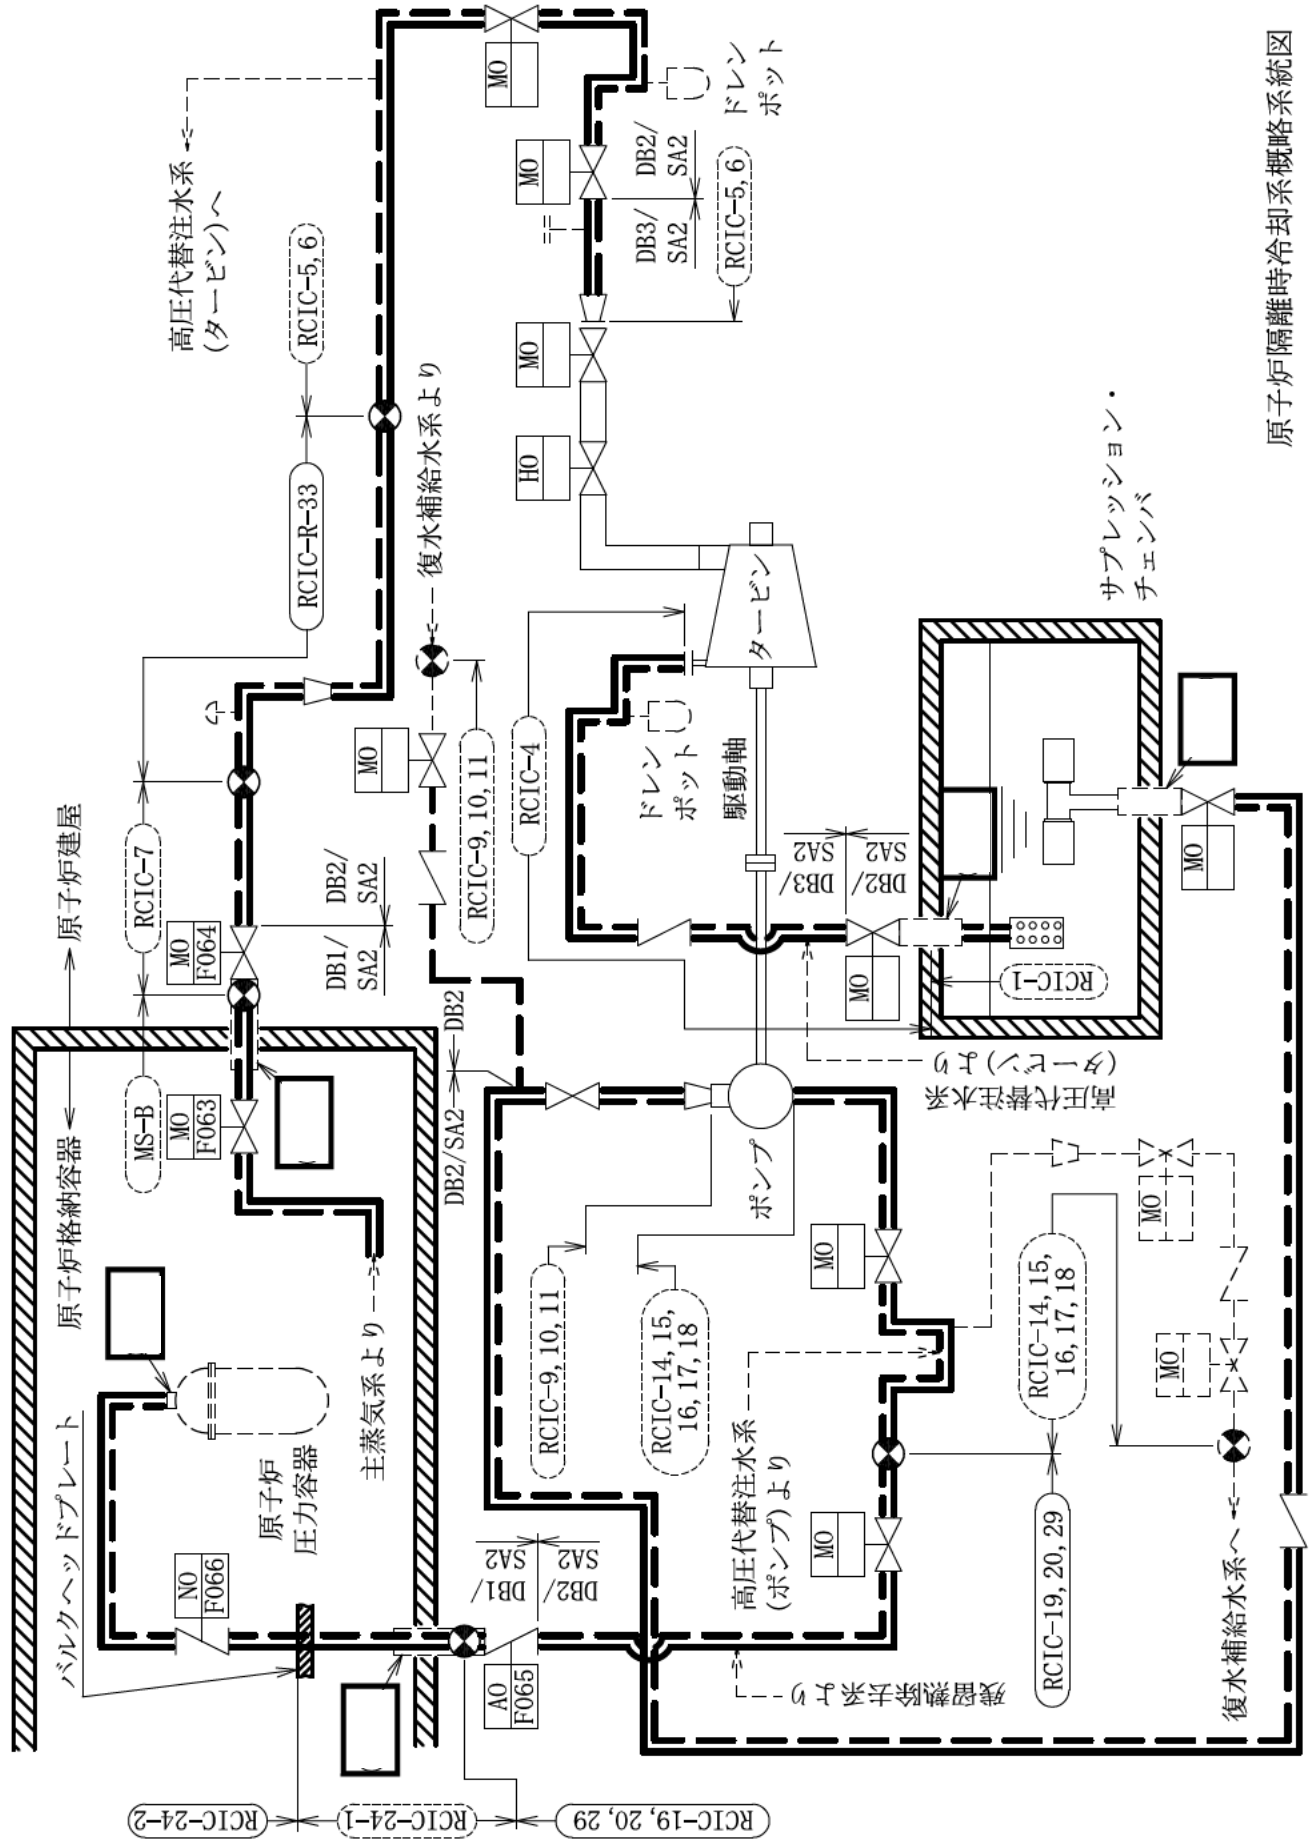 原子炉隔離時冷却系概略系統図
バルクヘッドプレート
原子炉格納容器
原子炉建屋
MS-B
RCIC-7
MO
F063
MO
F064
DB1/
SA2
DB2/
SA2
RCIC-R-33
RCIC-5, 6
高圧代替注水系
(タービン)へ
MO
MO
DB3/
SA2
DB2/
SA2
ドレン
ポット
RCIC-5, 6
MO
HO
復水補給水系より
MO
RCIC-9, 10, 11
RCIC-4
ドレン
ポット
駆動軸
タービン
サプレッション・
チェンバ
DB3/
SA2
DB2/
SA2
MO
RCIC-1
MO
高圧代替注水系
(タービン)より
DB2/SA2
DB2
ポンプ
RCIC-9, 10, 11
RCIC-14, 15,
16, 17, 18
MO
高圧代替注水系
(ポンプ)より
MO
RCIC-14, 15,
16, 17, 18
MO
MO
RCIC-19, 20, 29
復水補給水系へ
残留熱除去系より
原子炉
圧力容器
主蒸気系より
NO
F066
AO
F065
DB1/
SA2
DB2/
SA2
RCIC-24-2
RCIC-24-1
RCIC-19, 20, 29